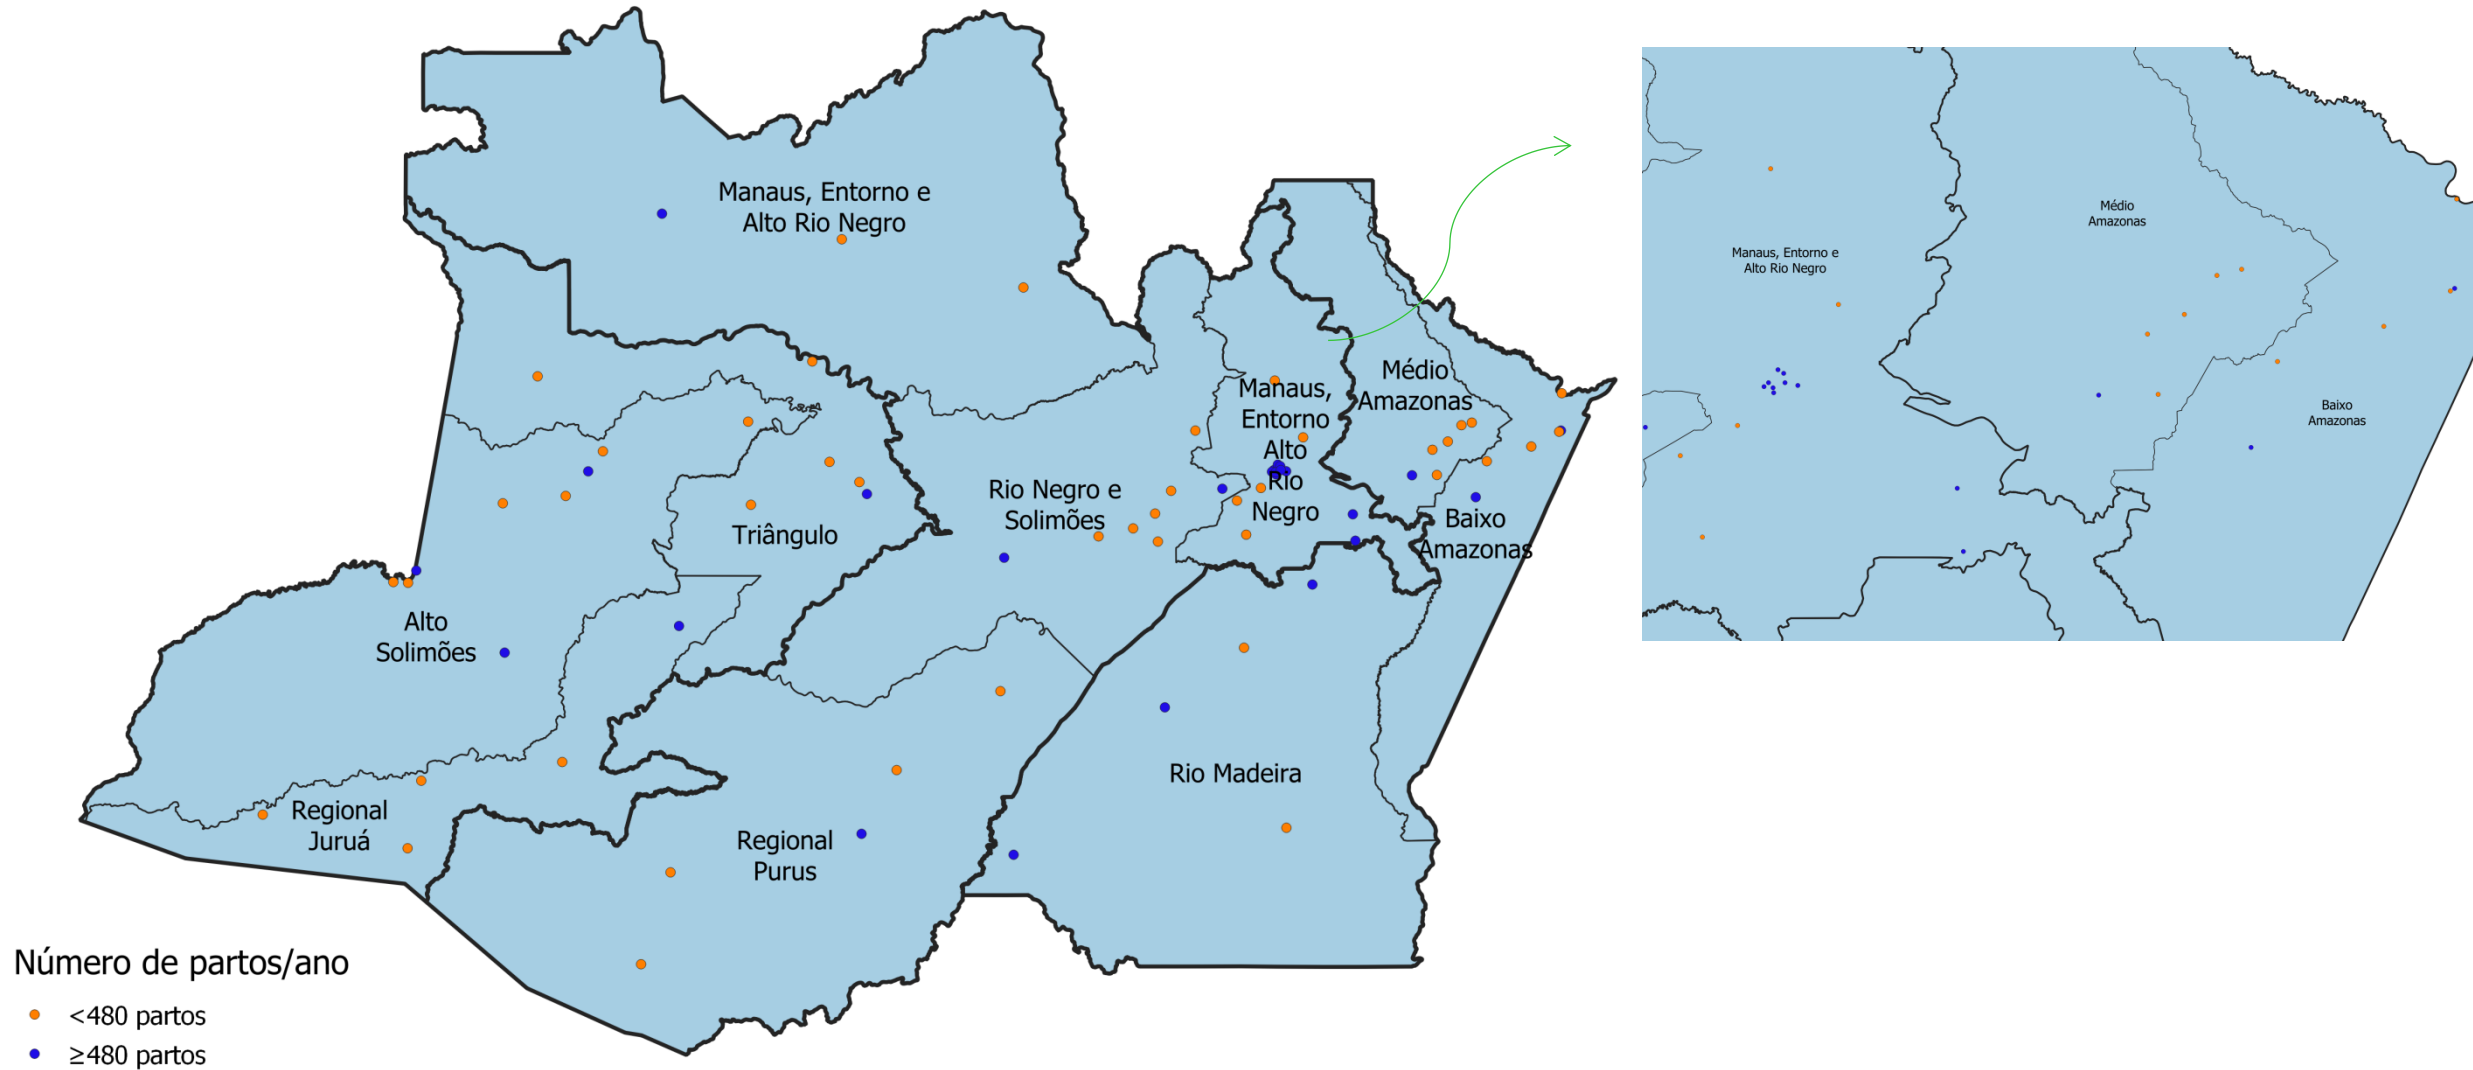 Manaus, Entorno e
Alto Rio Negro
Manaus,
Entorno
Alto
Rio
Negro
Médio
Amazonas
Rio Negro e
Solimões
Triângulo
Baixo
Amazonas
Alto
Solimões
Regional
Juruá
Regional
Purus
Rio Madeira
Número de partos/ano
<480 partos
≥480 partos
Médio
Amazonas
Manaus, Entorno e
Alto Rio Negro
Baixo
Amazonas